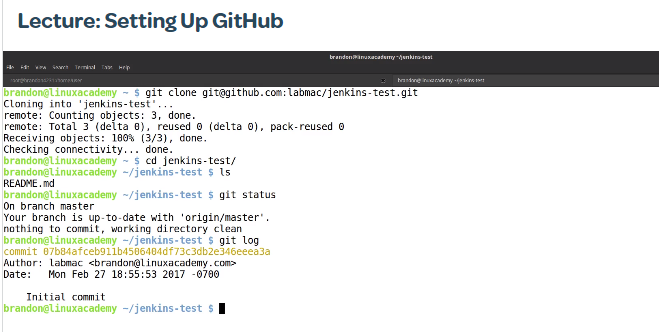 Lecture: Setting Up GitHub
brandon@linuxacademy:~/jenkins-test
File Edit View Search Terminal Tabs Help
brandon@linuxacademy:~/jenkins-test
brandon@linuxacademy ~ $ git clone git@github.com:labmac/jenkins-test.git
Cloning into 'jenkins-test'...
remote: Counting objects: 3, done.
remote: Total 3 (delta 0), reused 0 (delta 0), pack-reused 0
Receiving objects: 100% (3/3), done.
Checking connectivity... done.
brandon@linuxacademy ~ $ cd jenkins-test/
brandon@linuxacademy ~/jenkins-test $ ls
README.md
brandon@linuxacademy ~/jenkins-test $ git status
On branch master
Your branch is up-to-date with 'origin/master'.
nothing to commit, working directory clean
brandon@linuxacademy ~/jenkins-test $ git log
commit 07b84afceb911b4506404df73c3db2e346eeea3a
Author: labmac <brandon@linuxacademy.com>
Date: Mon Feb 27 18:55:53 2017 -0700
Initial commit
brandon@linuxacademy ~/jenkins-test $